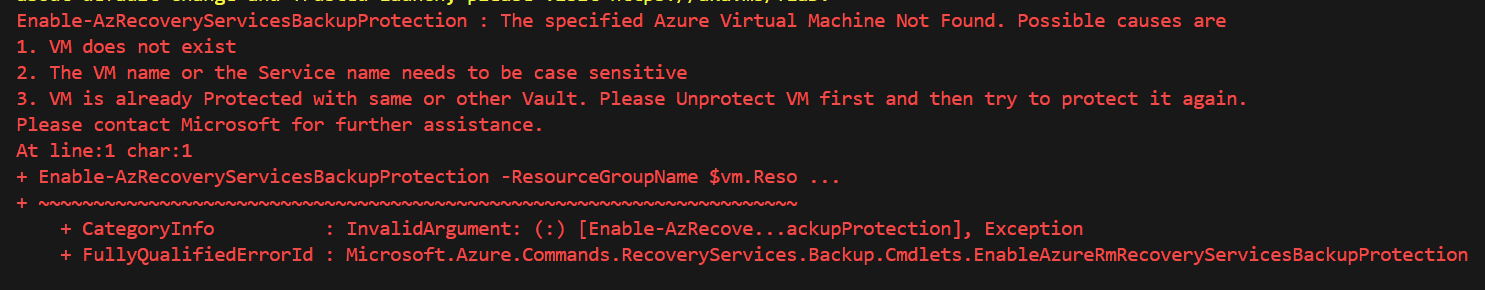 Enable-AzRecoveryServicesBackupProtection : The specified Azure Virtual Machine Not Found. Possible causes are
1. VM does not exist
2. The VM name or the Service name needs to be case sensitive
3. VM is already Protected with same or other Vault. Please Unprotect VM first and then try to protect it again.
Please contact Microsoft for further assistance.
At line:1 char:1
+ Enable-AzRecoveryServicesBackupProtection -ResourceGroupName $vm.Reso ...
+ ~~~~~~~~~~~~~~~~~~~~~~~~~~~~~~~~~~~~~~~~~~~~~~~~~~~~~~~~~~~~~~~~~~~~~
    + CategoryInfo          : InvalidArgument: (:) [Enable-AzRecove...ackupProtection], Exception
    + FullyQualifiedErrorId : Microsoft.Azure.Commands.RecoveryServices.Backup.Cmdlets.EnableAzureRmRecoveryServicesBackupProtection